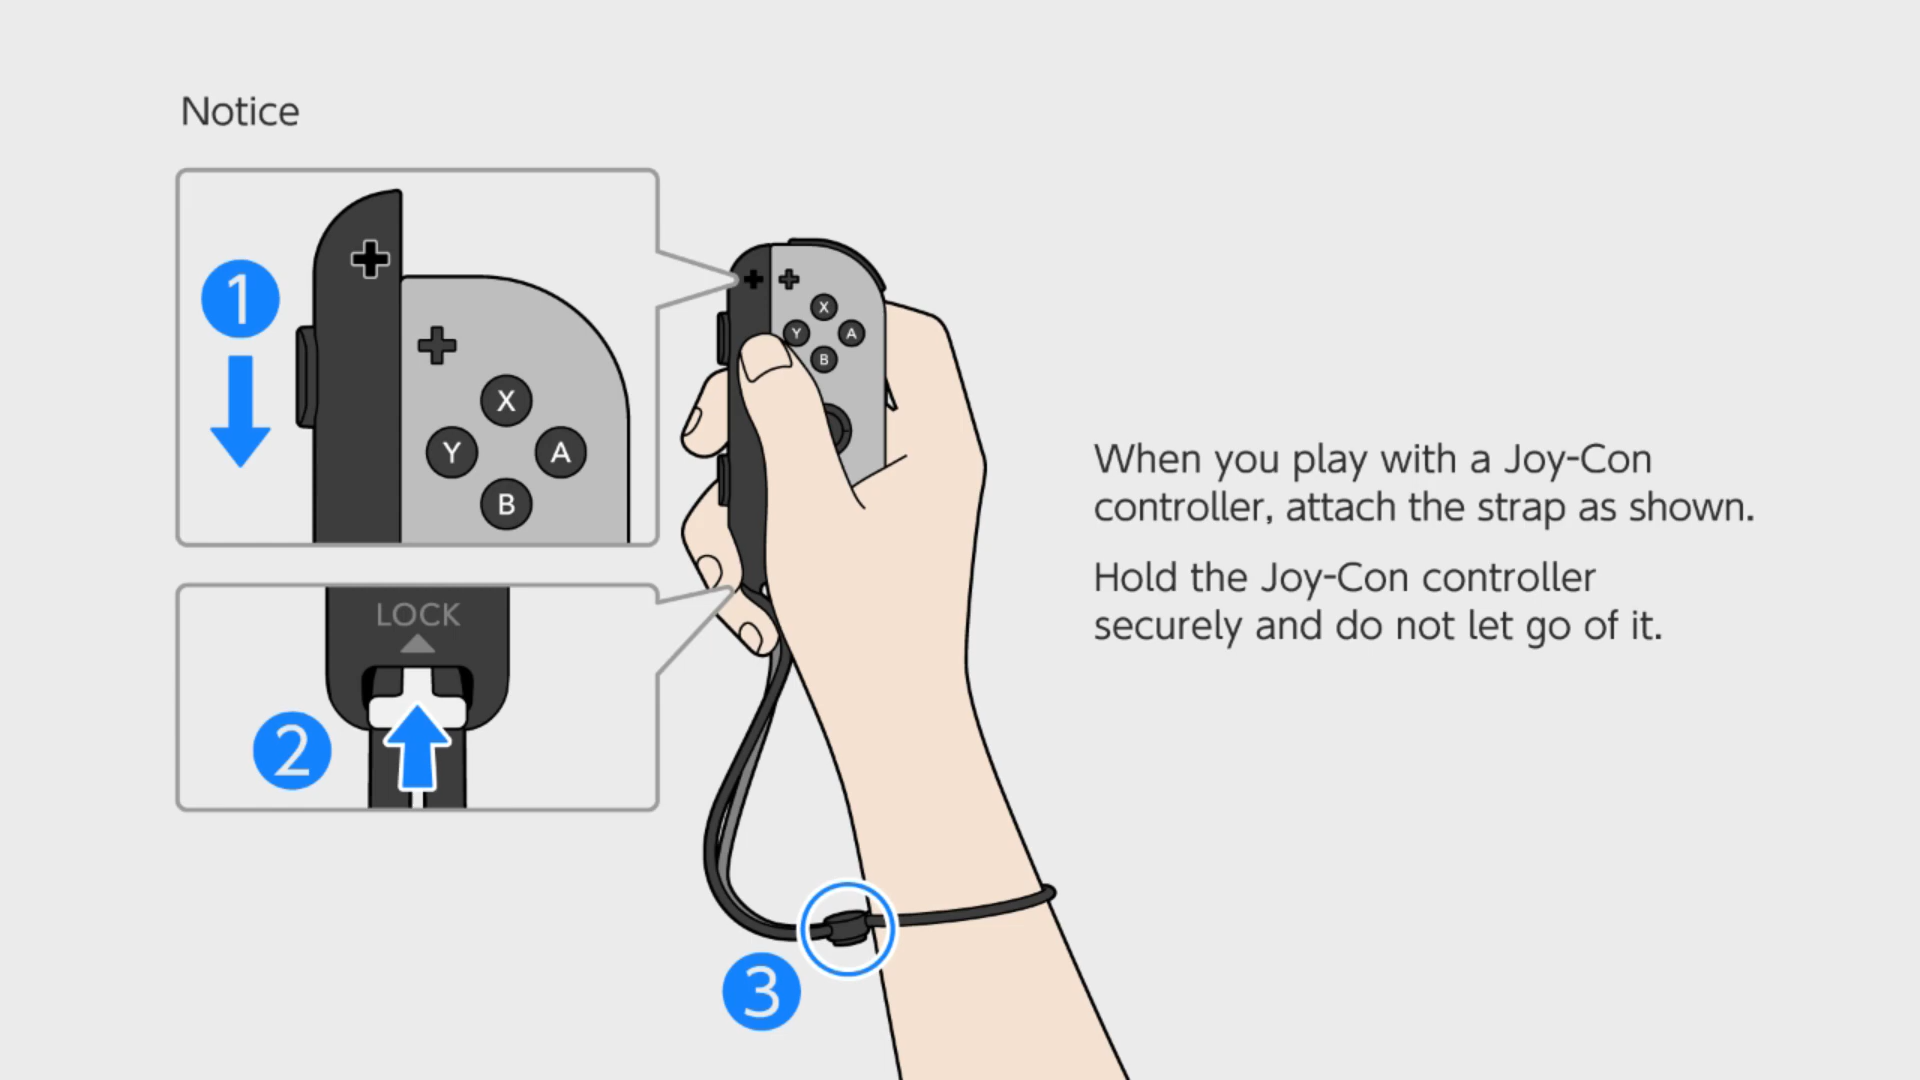 Notice
1
X
Y
A
B
X
Y
A
B
When you play with a Joy-Con
controller, attach the strap as shown.
Hold the Joy-Con controller
securely and do not let go of it.
LOCK
2
3